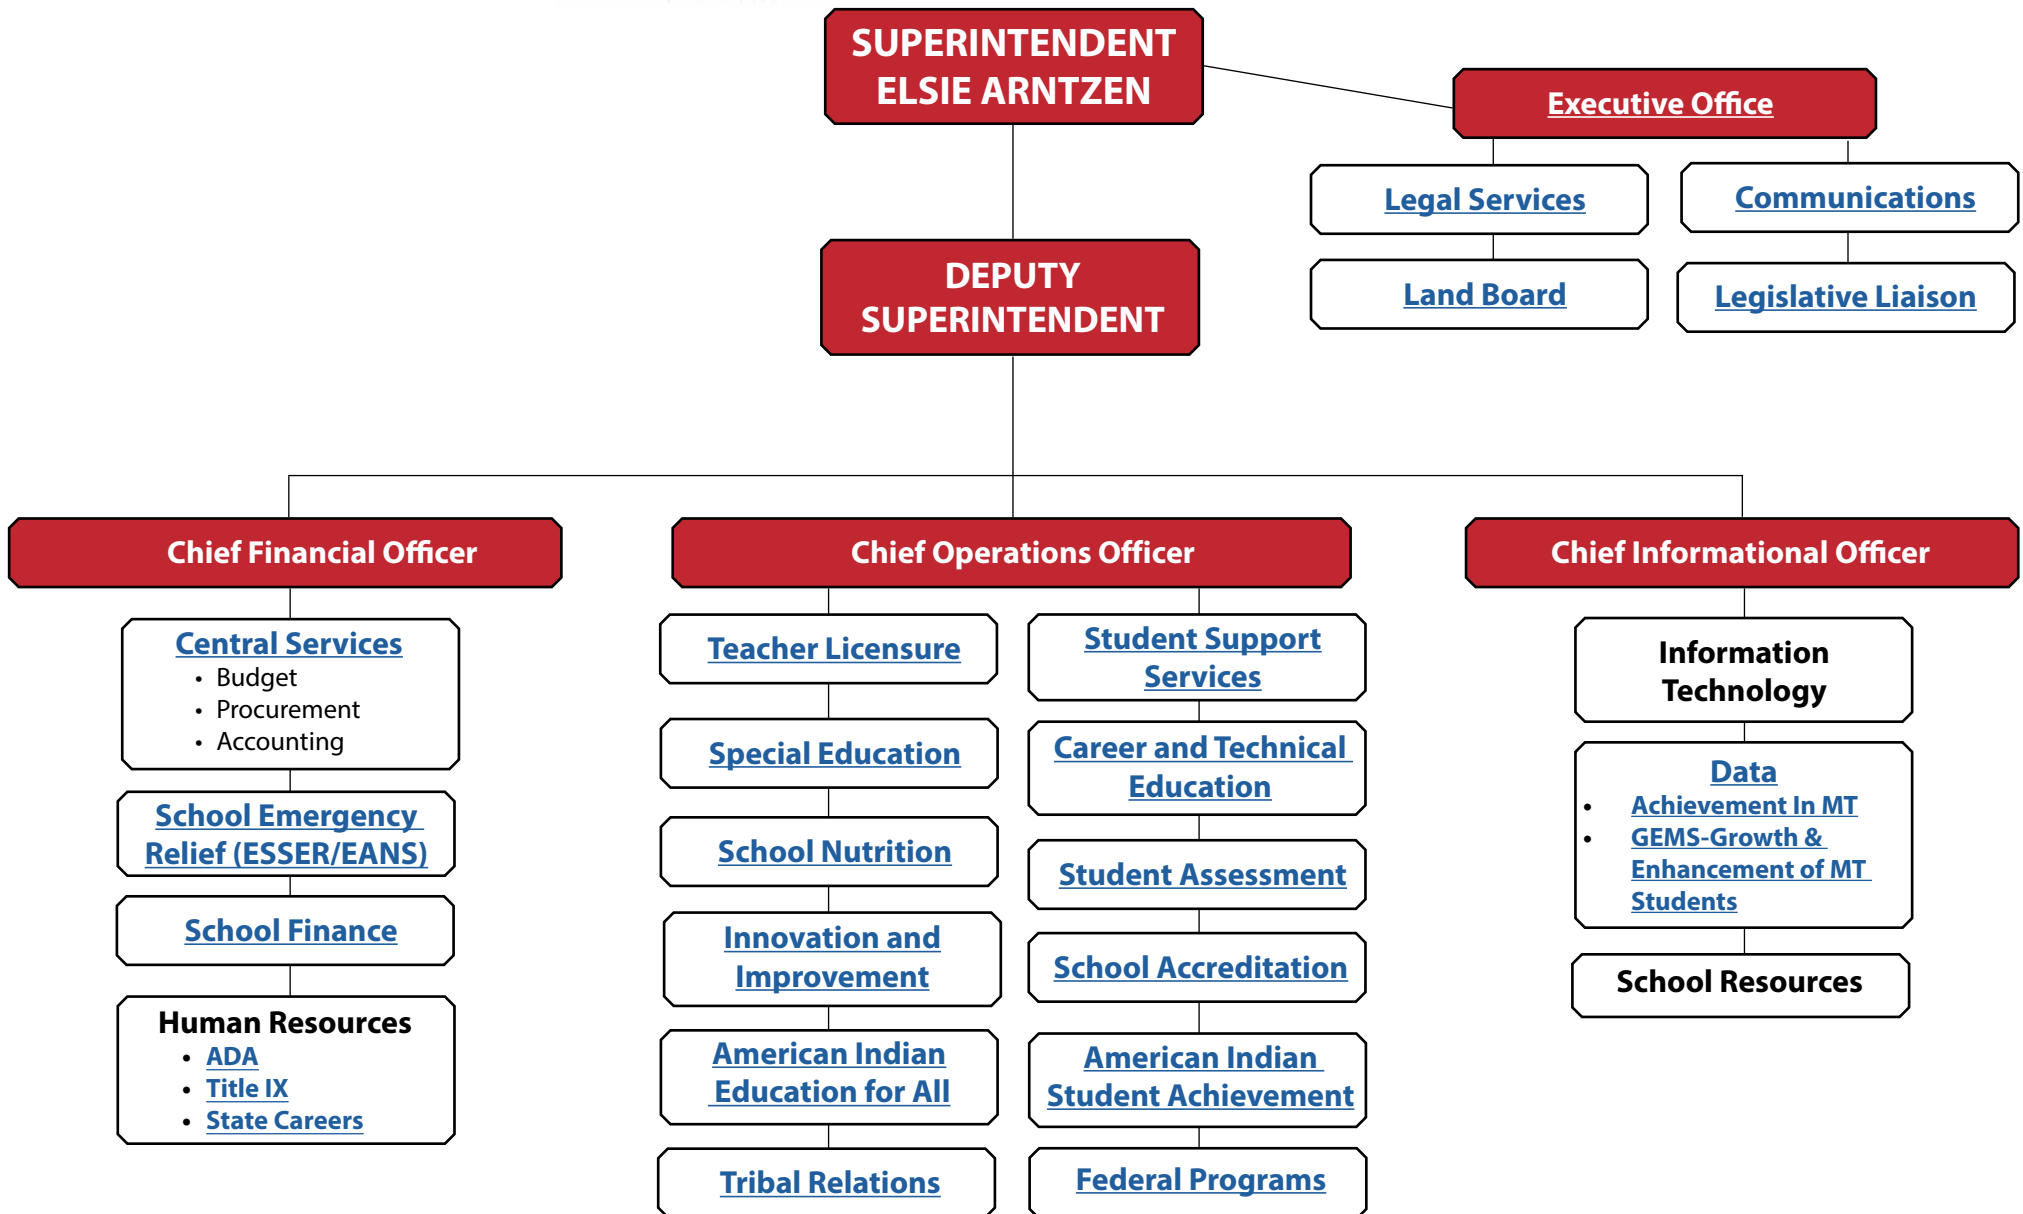 SUPERINTENDENT
ELSIE ARNTZEN
Executive Office
Legal Services
Communications
Land Board
Legislative Liaison
DEPUTY
SUPERINTENDENT
Chief Financial Officer
Central Services
• Budget
• Procurement
• Accounting
School Emergency
Relief (ESSER/EANS)
School Finance
Human Resources
• ADA
• Title IX
• State Careers
Chief Operations Officer
Teacher Licensure
Special Education
School Nutrition
Innovation and
Improvement
American Indian
Education for All
Tribal Relations
Student Support
Services
Career and Technical
Education
Student Assessment
School Accreditation
American Indian
Student Achievement
Federal Programs
Chief Informational Officer
Information
Technology
Data
• Achievement In MT
• GEMS-Growth &
Enhancement of MT
Students
School Resources